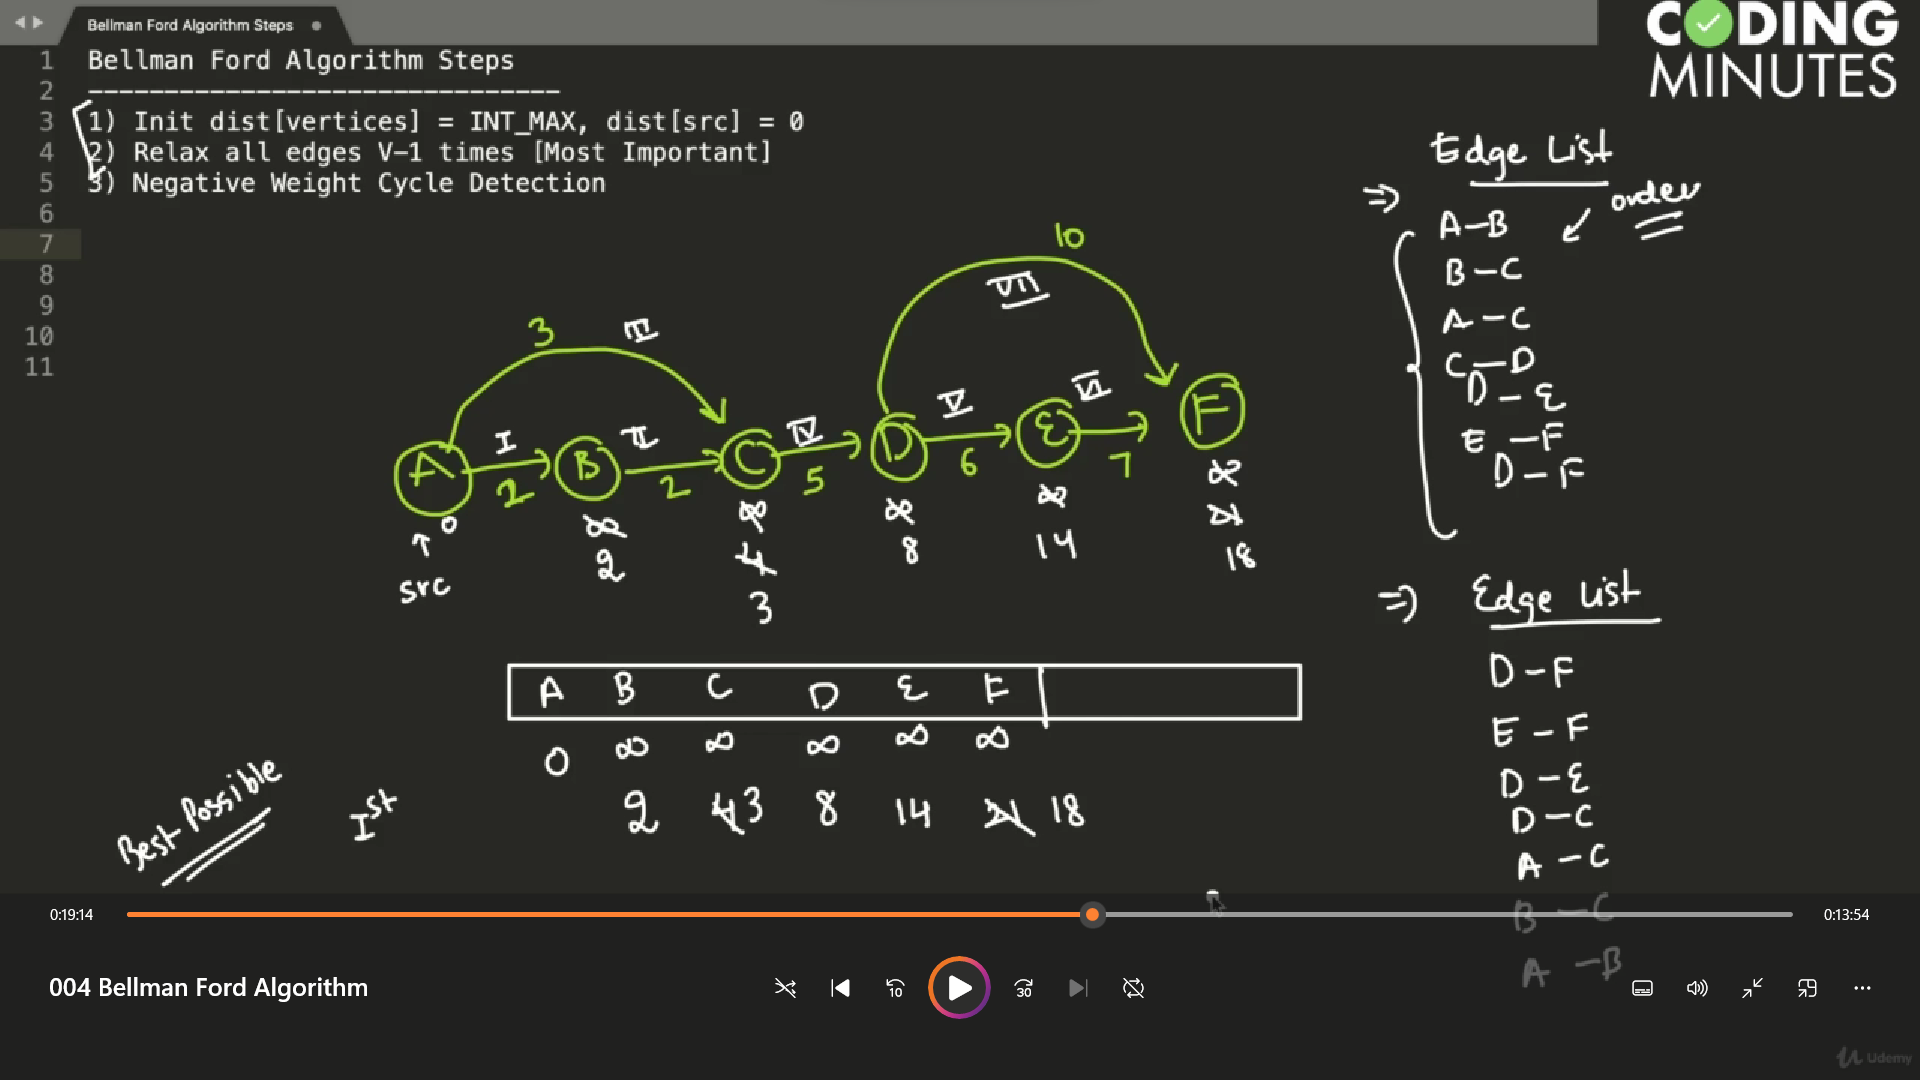 Bellman Ford Algorithm Steps
CODING
MINUTES
1 Bellman Ford Algorithm Steps
2 -------------------------------
3 1) Init dist[vertices] = INT_MAX, dist[src] = 0
4 2) Relax all edges V-1 times [Most Important]
5 3) Negative Weight Cycle Detection
6
7
8
9
10
11
Edge List
=> order
A-B
B-C
A-C
C-D
D-E
E-F
D-F
10
VII
3 III
I II IV V VI
A B C D E F
2 2 5 6 7
0 ∞ ∞ ∞ ∞ ∞
↑ 2 4 8 14 21
src 3 18
=> Edge List
D-F
E-F
D-E
D-C
A-C
B-C
A-B
A B C D E F
0 ∞ ∞ ∞ ∞ ∞
Best Possible
Ist 2 4 3 8 14 21 18
0:19:14
0:13:54
004 Bellman Ford Algorithm
10
30
Udemy